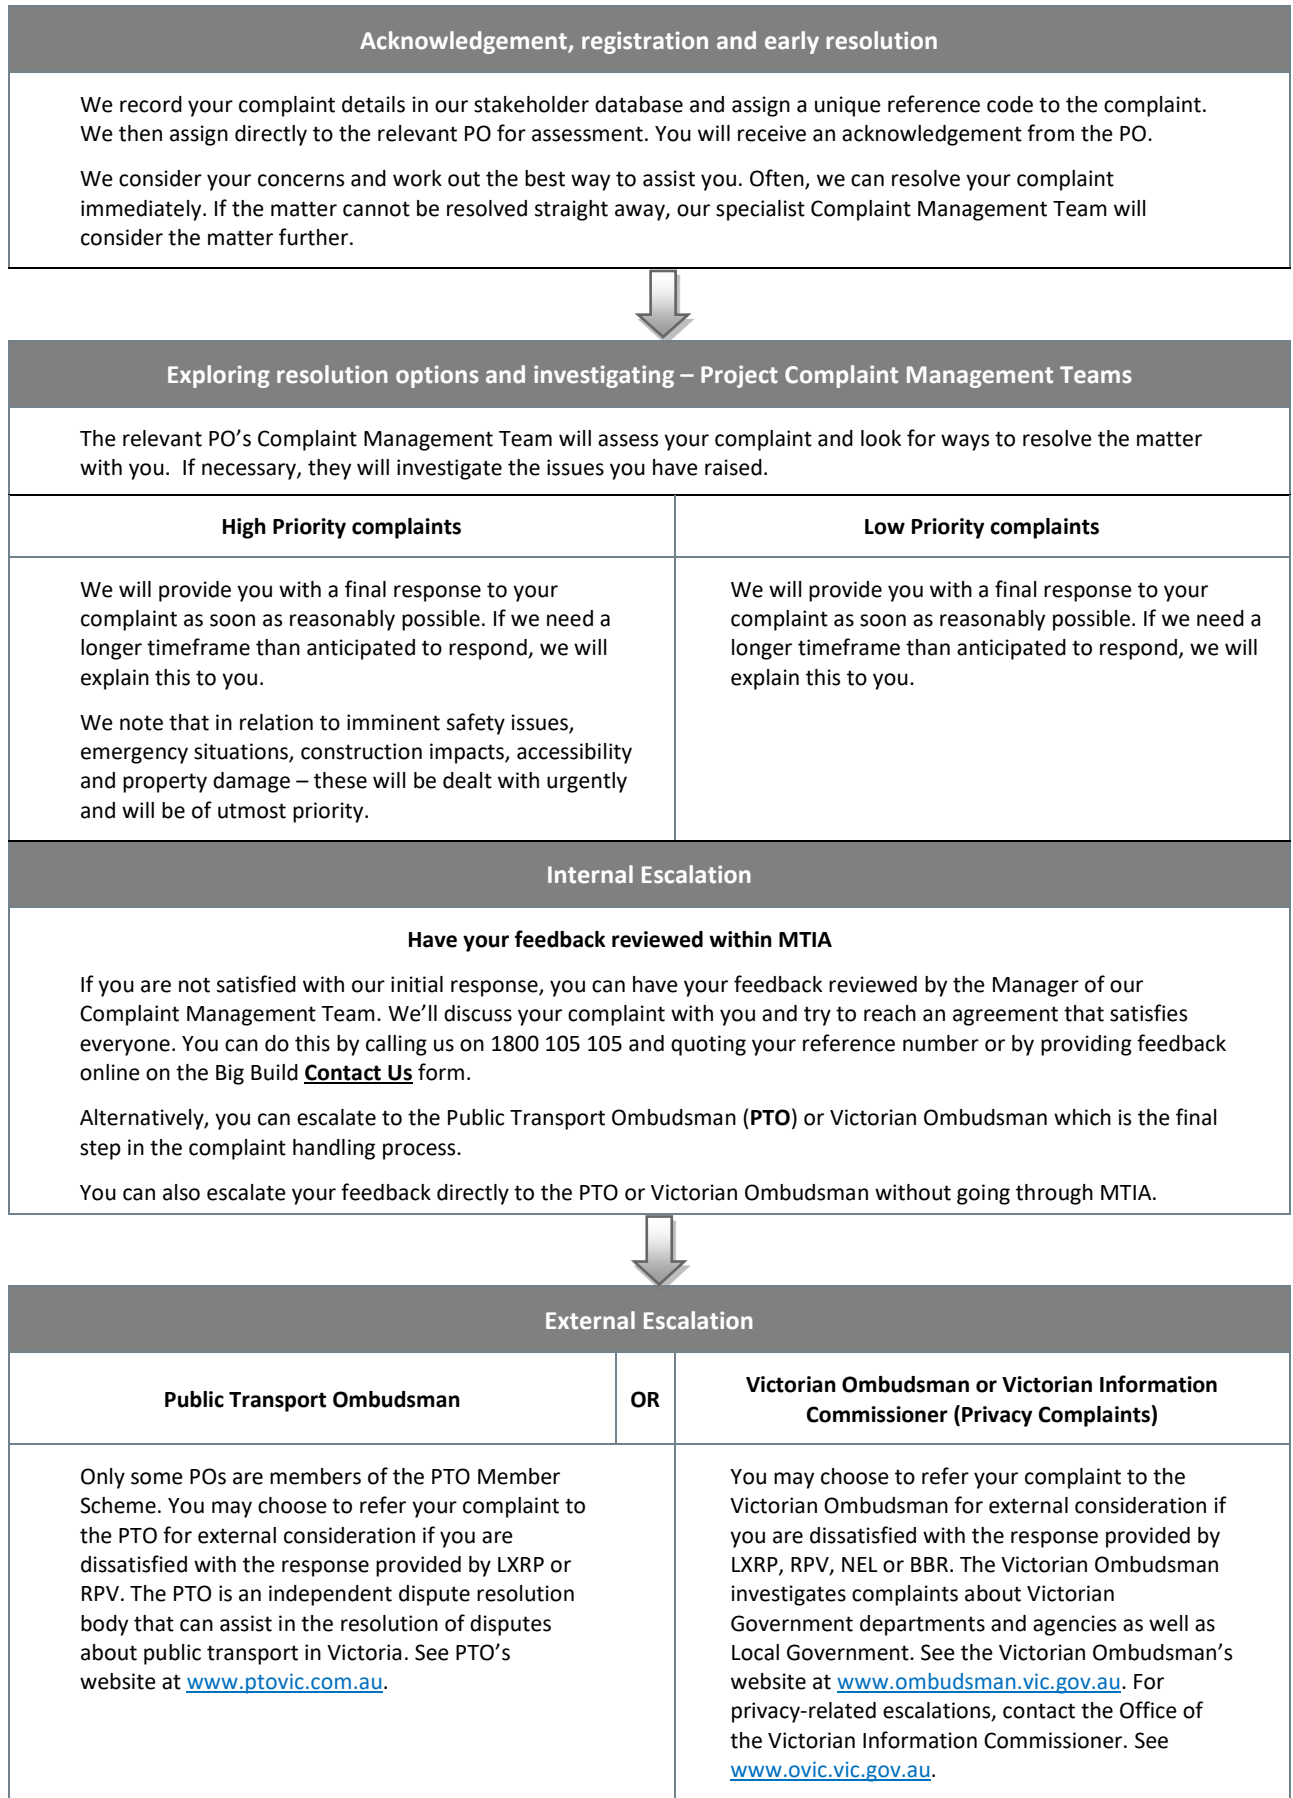 Acknowledgement, registration and early resolution
We record your complaint details in our stakeholder database and assign a unique reference code to the complaint.
We then assign directly to the relevant PO for assessment. You will receive an acknowledgement from the PO.
We consider your concerns and work out the best way to assist you. Often, we can resolve your complaint
immediately. If the matter cannot be resolved straight away, our specialist Complaint Management Team will
consider the matter further.
Exploring resolution options and investigating – Project Complaint Management Teams
The relevant PO’s Complaint Management Team will assess your complaint and look for ways to resolve the matter
with you.  If necessary, they will investigate the issues you have raised.
High Priority complaints
We will provide you with a final response to your
complaint as soon as reasonably possible. If we need a
longer timeframe than anticipated to respond, we will
explain this to you.
We note that in relation to imminent safety issues,
emergency situations, construction impacts, accessibility
and property damage – these will be dealt with urgently
and will be of utmost priority.
Low Priority complaints
We will provide you with a final response to your
complaint as soon as reasonably possible. If we need a
longer timeframe than anticipated to respond, we will
explain this to you.
Internal Escalation
Have your feedback reviewed within MTIA
If you are not satisfied with our initial response, you can have your feedback reviewed by the Manager of our
Complaint Management Team. We’ll discuss your complaint with you and try to reach an agreement that satisfies
everyone. You can do this by calling us on 1800 105 105 and quoting your reference number or by providing feedback
online on the Big Build Contact Us form.
Alternatively, you can escalate to the Public Transport Ombudsman (PTO) or Victorian Ombudsman which is the final
step in the complaint handling process.
You can also escalate your feedback directly to the PTO or Victorian Ombudsman without going through MTIA.
External Escalation
Public Transport Ombudsman
OR
Victorian Ombudsman or Victorian Information
Commissioner (Privacy Complaints)
Only some POs are members of the PTO Member
Scheme. You may choose to refer your complaint to
the PTO for external consideration if you are
dissatisfied with the response provided by LXRP or
RPV. The PTO is an independent dispute resolution
body that can assist in the resolution of disputes
about public transport in Victoria. See PTO’s
website at www.ptovic.com.au.
You may choose to refer your complaint to the
Victorian Ombudsman for external consideration if
you are dissatisfied with the response provided by
LXRP, RPV, NEL or BBR. The Victorian Ombudsman
investigates complaints about Victorian
Government departments and agencies as well as
Local Government. See the Victorian Ombudsman’s
website at www.ombudsman.vic.gov.au. For
privacy-related escalations, contact the Office of
the Victorian Information Commissioner. See
www.ovic.vic.gov.au.